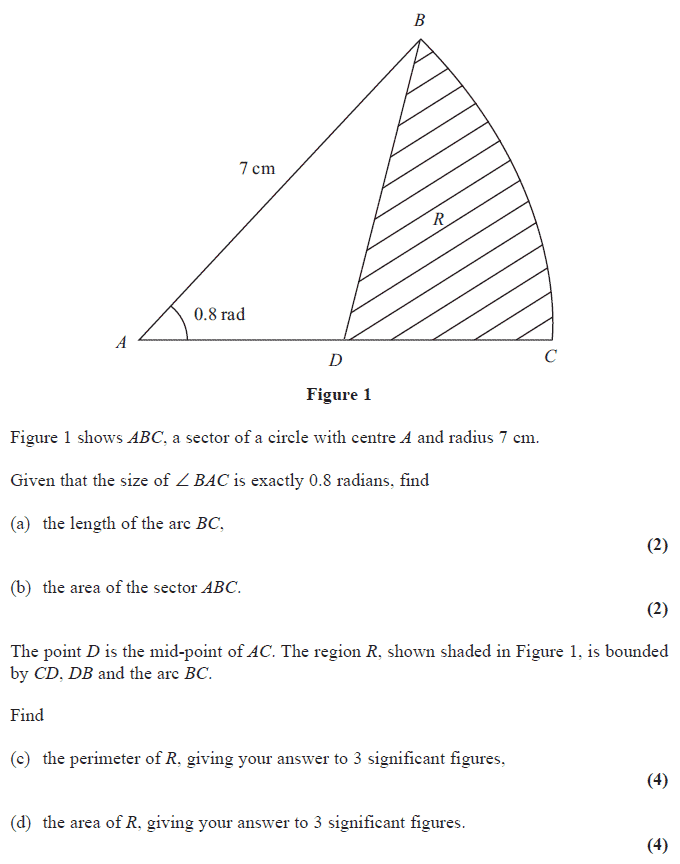 B
7 cm
R
0.8 rad
A
D
C
Figure 1
Figure 1 shows ABC, a sector of a circle with centre A and radius 7 cm.
Given that the size of ∠ BAC is exactly 0.8 radians, find
(a) the length of the arc BC,
(2)
(b) the area of the sector ABC.
(2)
The point D is the mid-point of AC. The region R, shown shaded in Figure 1, is bounded
by CD, DB and the arc BC.
Find
(c) the perimeter of R, giving your answer to 3 significant figures,
(4)
(d) the area of R, giving your answer to 3 significant figures.
(4)